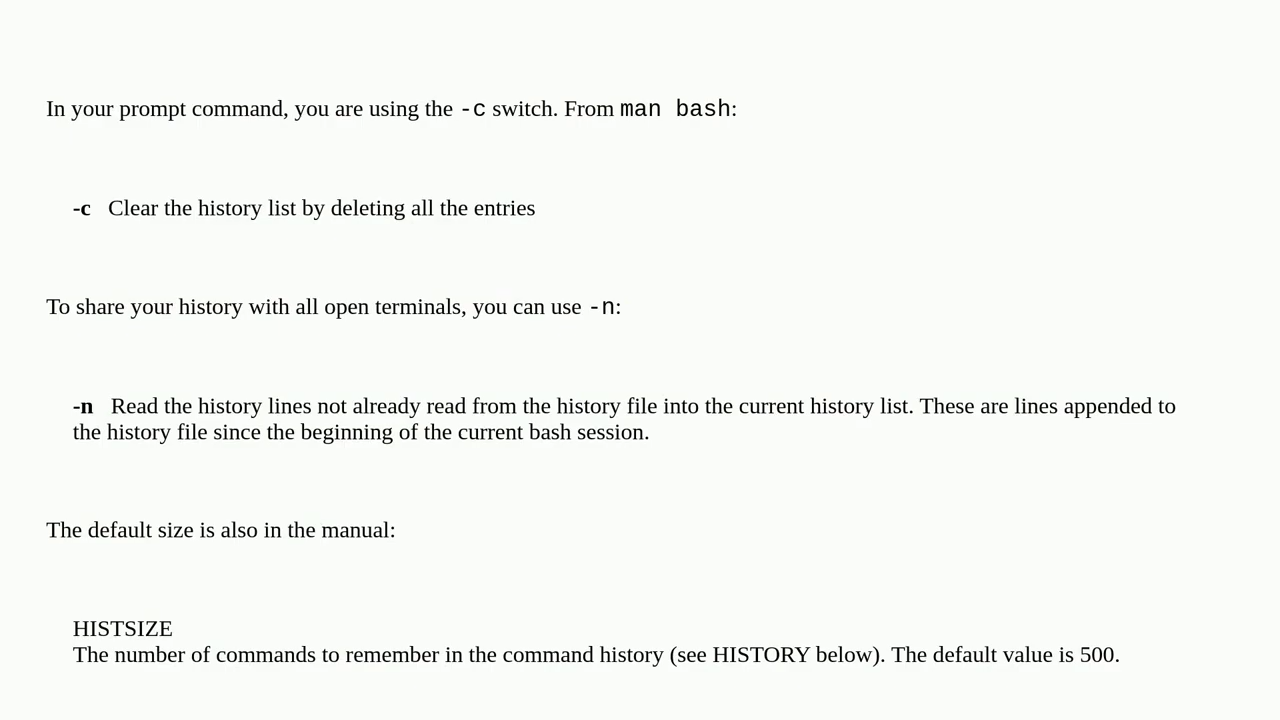 In your prompt command, you are using the -c switch. From man bash:
-c Clear the history list by deleting all the entries
To share your history with all open terminals, you can use -n:
-n Read the history lines not already read from the history file into the current history list. These are lines appended to
the history file since the beginning of the current bash session.
The default size is also in the manual:
HISTSIZE
The number of commands to remember in the command history (see HISTORY below). The default value is 500.